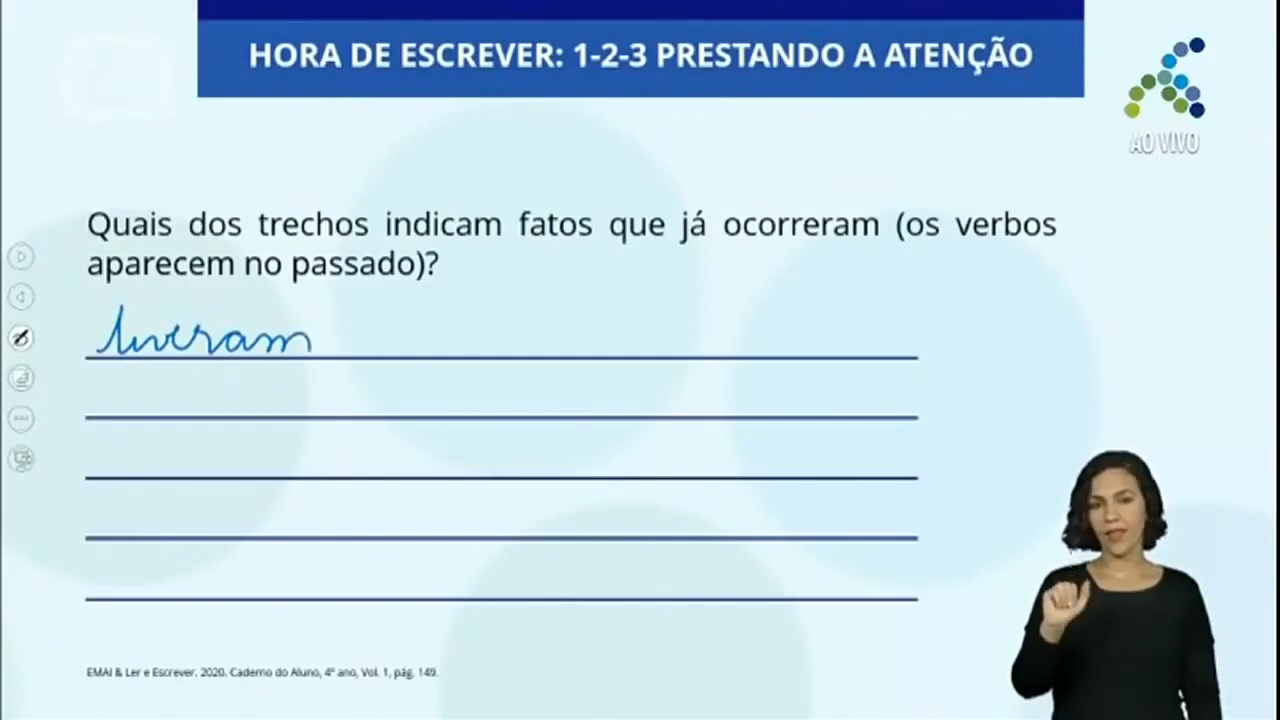 HORA DE ESCREVER: 1-2-3 PRESTANDO A ATENÇÃO
AO VIVO
Quais dos trechos indicam fatos que já ocorreram (os verbos
aparecem no passado)?
tiveram
EMAI & Ler e Escrever, 2020. Caderno do Aluno, 4º ano, Vol. 1, pág. 149.